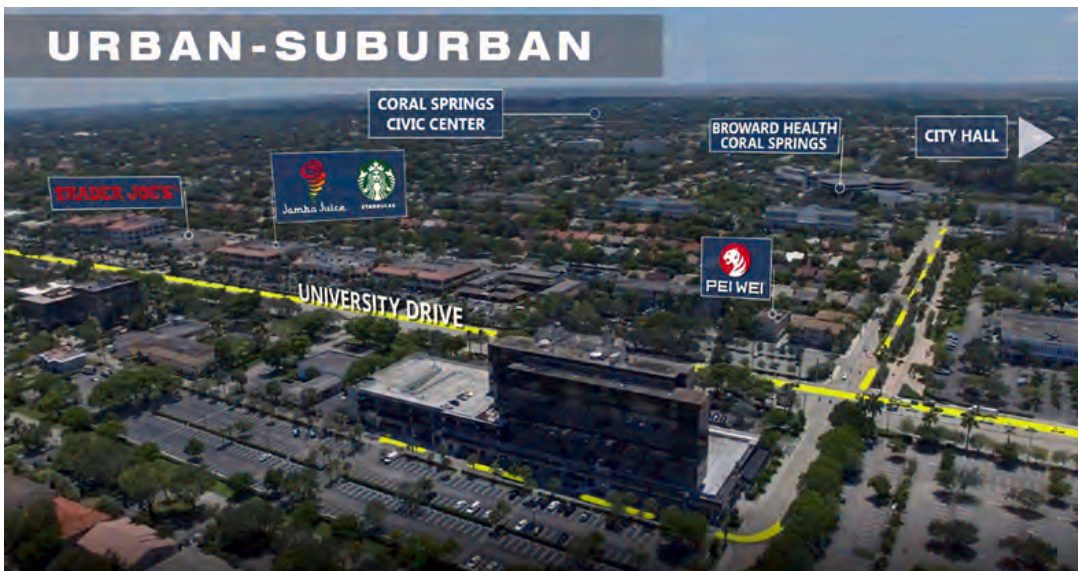 URBAN-SUBURBAN
CORAL SPRINGS
CIVIC CENTER
BROWARD HEALTH
CORAL SPRINGS
CITY HALL
TRADER JOE'S
Jamba Juice
STARBUCKS
PEI WEI
UNIVERSITY DRIVE